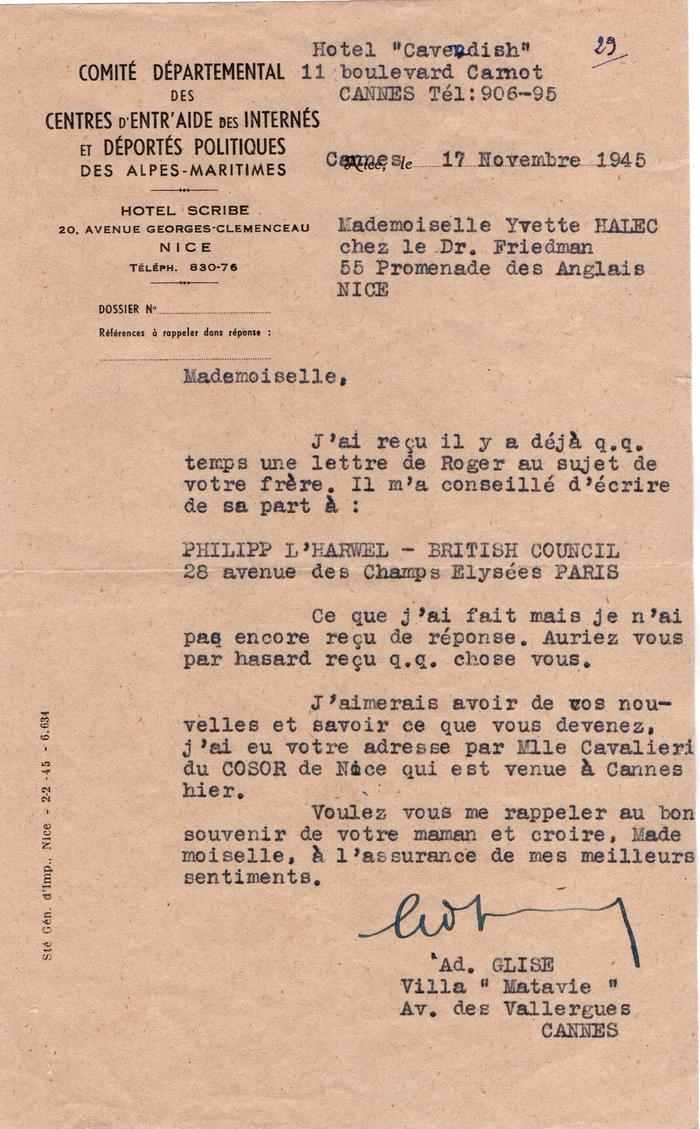 Hotel "Cavendish"
11 boulevard Carnot
CANNES Tél:906-95
29
COMITÉ DÉPARTEMENTAL
DES
CENTRES D'ENTR'AIDE DES INTERNÉS
ET DÉPORTÉS POLITIQUES
DES ALPES-MARITIMES
HOTEL SCRIBE
20, AVENUE GEORGES-CLEMENCEAU
NICE
TÉLÉPH. 830-76
DOSSIER N°
Références à rappeler dans réponse :
Cannes Nice, le 17 Novembre 1945
Mademoiselle Yvette HALEC
chez le Dr. Friedman
55 Promenade des Anglais
NICE
Mademoiselle,
J'ai reçu il y a déjà q.q.
temps une lettre de Roger au sujet de
votre frère. Il m'a conseillé d'écrire
de sa part à :
PHILIPP L'HARWEL - BRITISH COUNCIL
28 avenue des Champs Elysées PARIS
Ce que j'ai fait mais je n'ai
pas encore reçu de réponse. Auriez vous
par hasard reçu q.q. chose vous.
J'aimerais avoir de vos nou-
velles et savoir ce que vous devenez,
j'ai eu votre adresse par Mlle Cavalieri
du COSOR de Nice qui est venue à Cannes
hier.
Voulez vous me rappeler au bon
souvenir de votre maman et croire, Made
moiselle, à l'assurance de mes meilleurs
sentiments.
Ad. GLISE
Villa " Matavie "
Av. des Vallergues
CANNES
Sté Gén. d'Imp., Nice - 2-2 -45 - 6.634